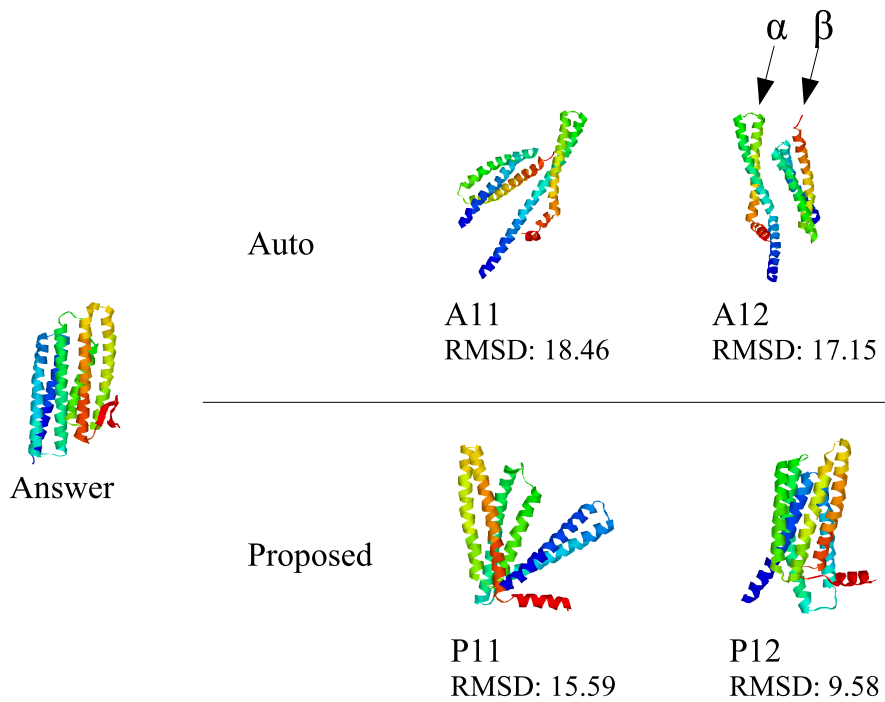 α β
Auto
A11
RMSD: 18.46
A12
RMSD: 17.15
Answer
Proposed
P11
RMSD: 15.59
P12
RMSD: 9.58